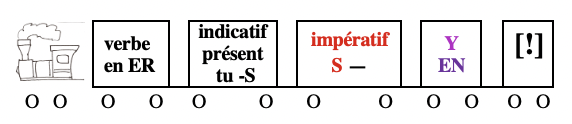 verbe
en ER
indicatif
présent
tu -S
impératif
S —
Y
EN
[!]
O O O O O O O O O O O O